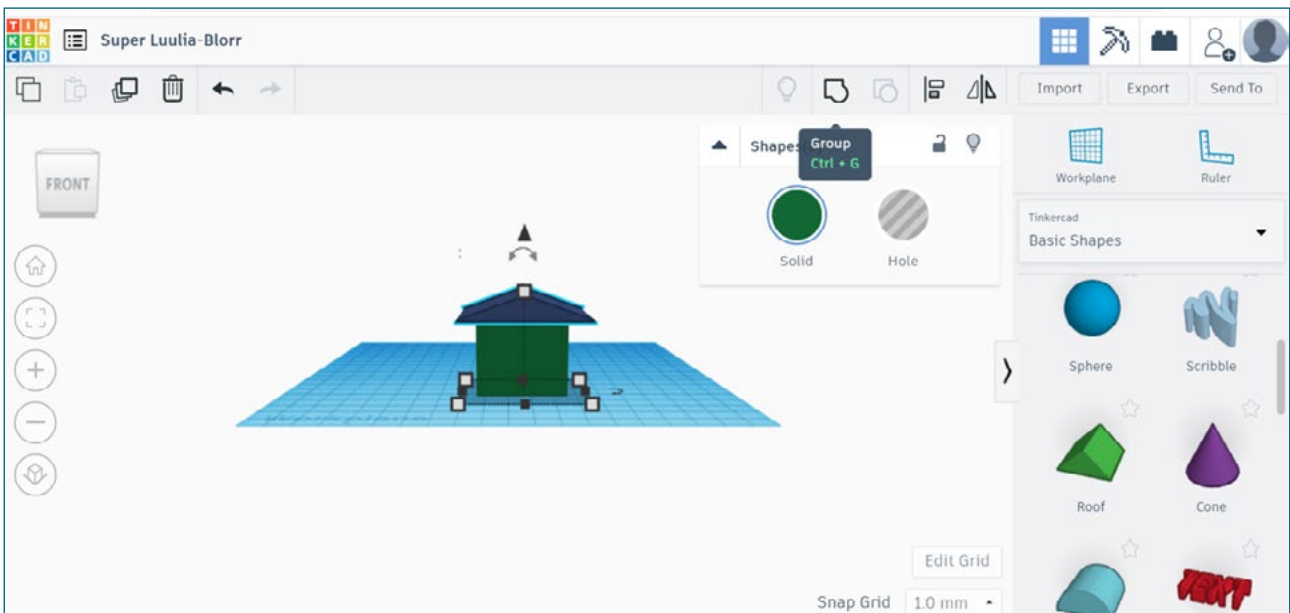 TIN
KER
CAD
Super Luulia-Blorr
Import
Export
Send To
FRONT
Shapes
Group
Ctrl + G
Solid
Hole
Workplane
Ruler
Tinkercad
Basic Shapes
Sphere
Scribble
Roof
Cone
TEXT
Edit Grid
Snap Grid
1.0 mm